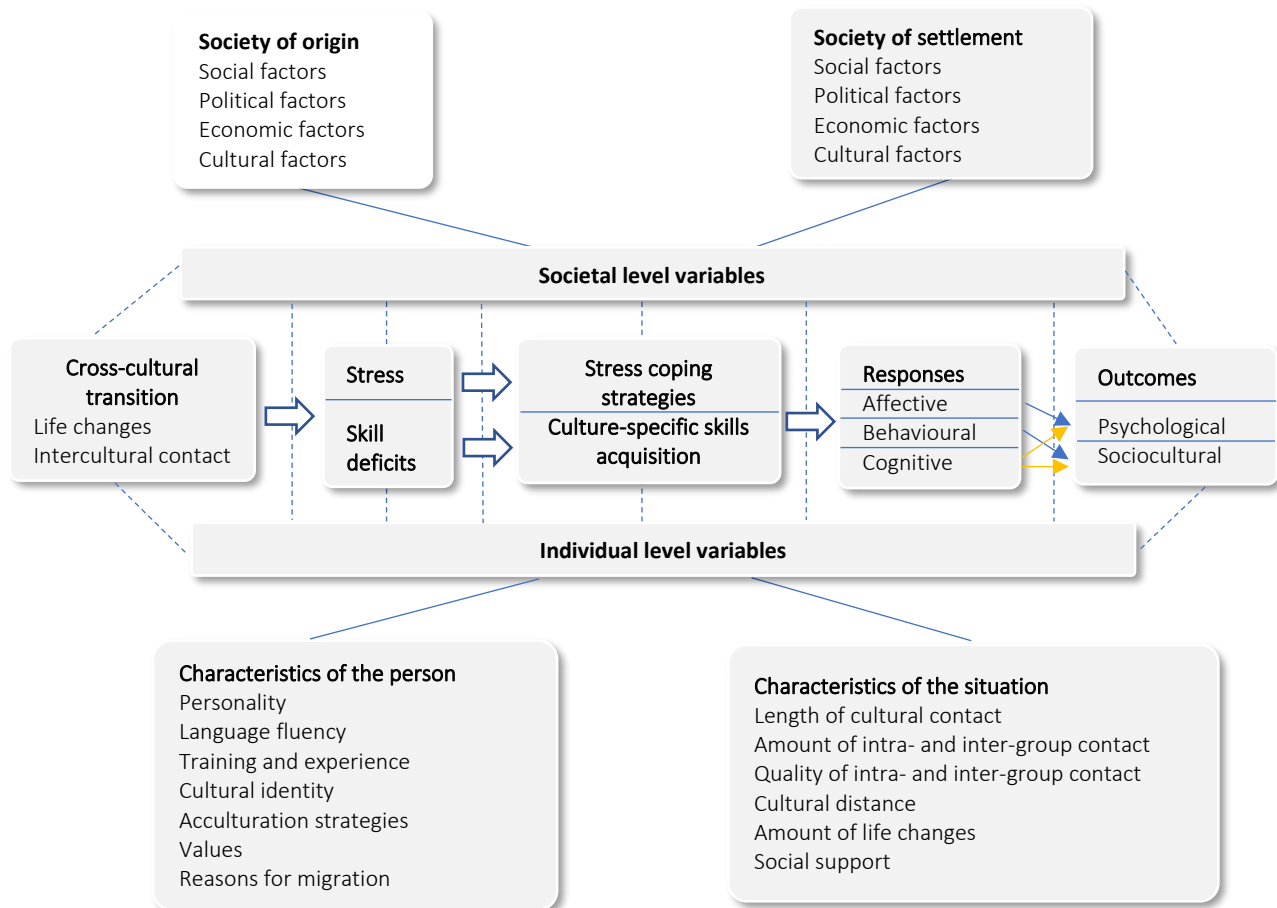 Society of origin
Social factors
Political factors
Economic factors
Cultural factors
Society of settlement
Social factors
Political factors
Economic factors
Cultural factors
Societal level variables
Cross-cultural
transition
Life changes
Intercultural contact
Stress
Skill
deficits
Stress coping
strategies
Culture-specific skills
acquisition
Responses
Affective
Behavioural
Cognitive
Outcomes
Psychological
Sociocultural
Individual level variables
Characteristics of the person
Personality
Language fluency
Training and experience
Cultural identity
Acculturation strategies
Values
Reasons for migration
Characteristics of the situation
Length of cultural contact
Amount of intra- and inter-group contact
Quality of intra- and inter-group contact
Cultural distance
Amount of life changes
Social support